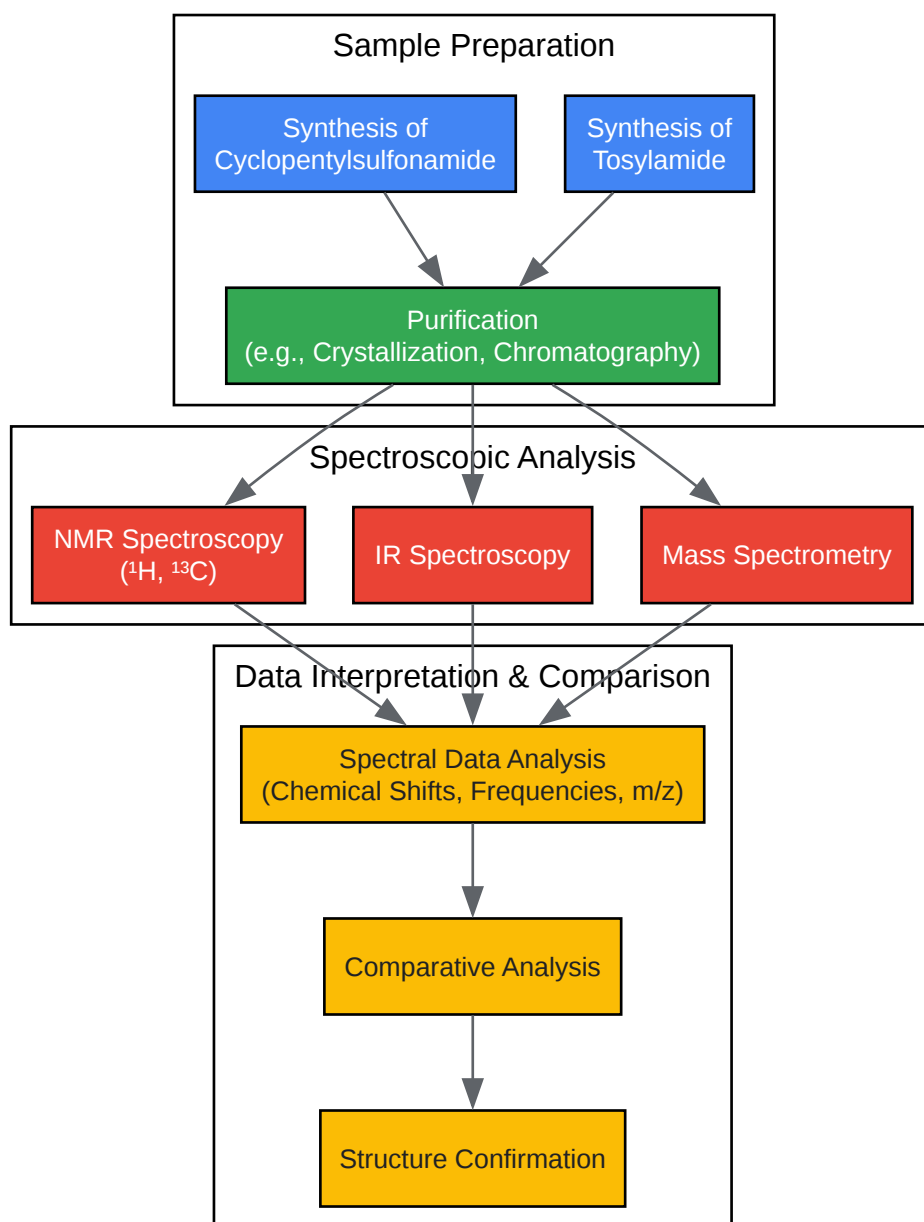 Sample Preparation
Synthesis of
Cyclopentylsulfonamide
Synthesis of
Tosylamide
Purification
(e.g., Crystallization, Chromatography)
Spectroscopic Analysis
NMR Spectroscopy
(¹H, ¹³C)
IR Spectroscopy
Mass Spectrometry
Data Interpretation & Comparison
Spectral Data Analysis
(Chemical Shifts, Frequencies, m/z)
Comparative Analysis
Structure Confirmation